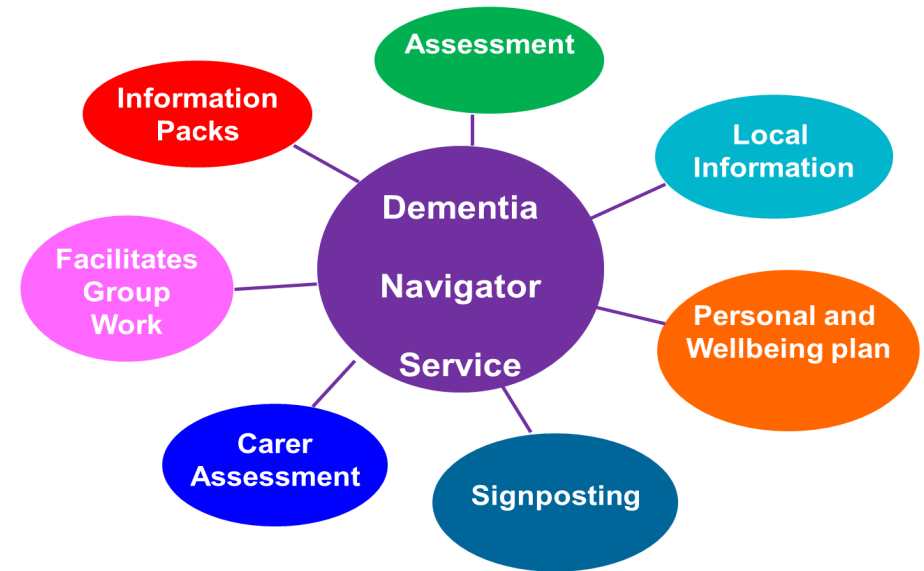 Assessment
Information
Packs
Local
Information
Dementia
Navigator
Service
Facilitates
Group
Work
Personal and
Wellbeing plan
Carer
Assessment
Signposting